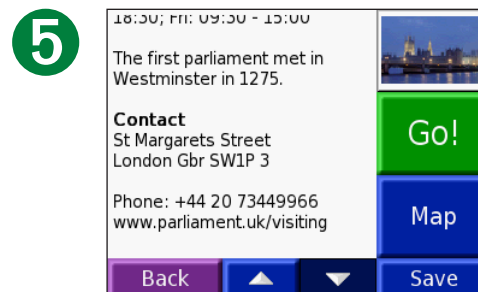 5
18:30; Fri: 09:30 - 15:00
The first parliament met in
Westminster in 1275.
Contact
St Margarets Street
London Gbr SW1P 3
Phone: +44 20 73449966
www.parliament.uk/visiting
Go!
Map
Back
Save